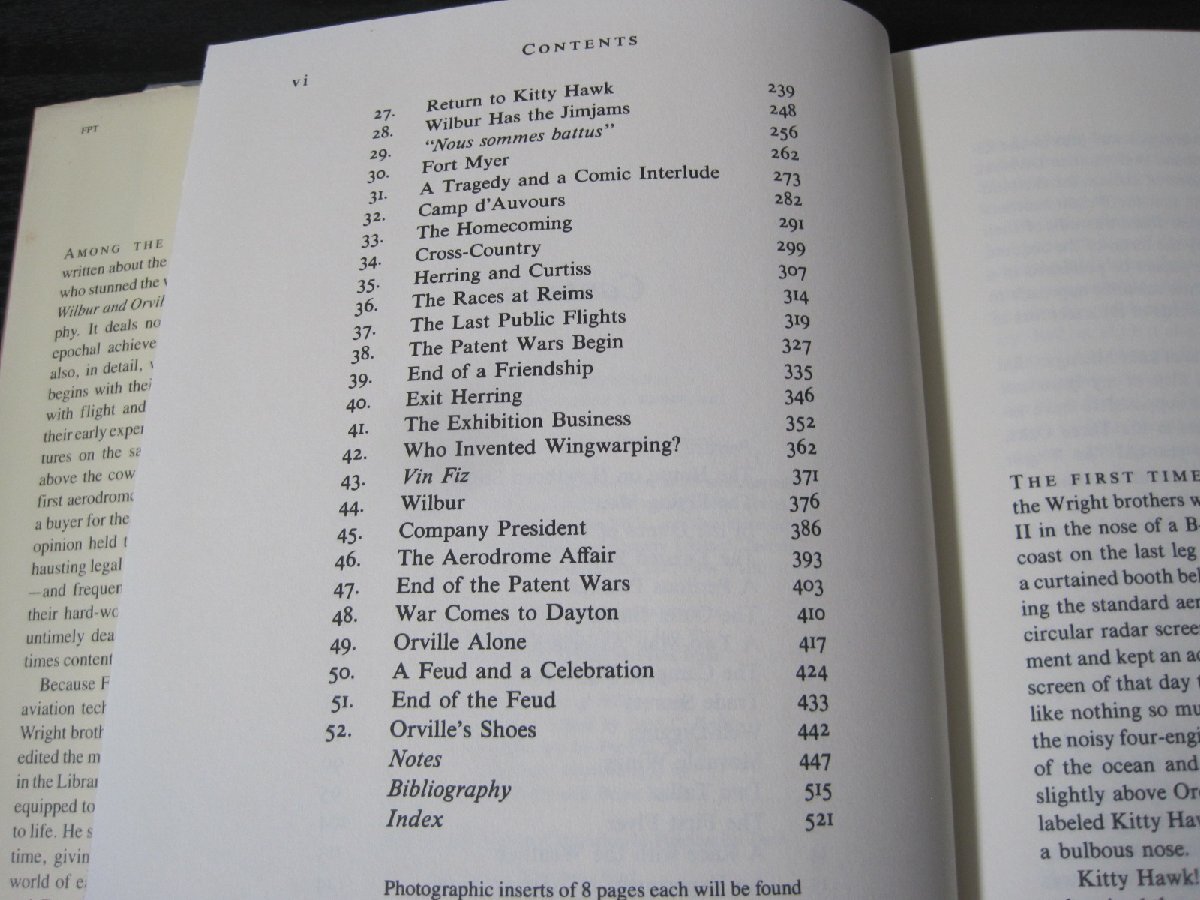 FPT
AMONG THE
written about the
who stunned the
Wilbur and Orvil
phy. It deals no
epochal achieve
also, in detail,
begins with thei
with flight and
their early exper
tures on the sa
above the cow
first aerodrom
a buyer for the
opinion held t
hausting legal
—and frequen
their hard-wo
untimely dea
times content
Because F
aviation tech
Wright broth
edited the m
in the Librar
equipped to
to life. He s
time, givin
world of e
CONTENTS
vi
27. Return to Kitty Hawk 239
28. Wilbur Has the Jimjams 248
29. “Nous sommes battus” 256
30. Fort Myer 262
31. A Tragedy and a Comic Interlude 273
32. Camp d'Auvours 282
33. The Homecoming 291
34. Cross-Country 299
35. Herring and Curtiss 307
36. The Races at Reims 314
37. The Last Public Flights 319
38. The Patent Wars Begin 327
39. End of a Friendship 335
40. Exit Herring 346
41. The Exhibition Business 352
42. Who Invented Wingwarping? 362
43. Vin Fiz 371
44. Wilbur 376
45. Company President 386
46. The Aerodrome Affair 393
47. End of the Patent Wars 403
48. War Comes to Dayton 410
49. Orville Alone 417
50. A Feud and a Celebration 424
51. End of the Feud 433
52. Orville's Shoes 442
Notes 447
Bibliography 515
Index 521
Photographic inserts of 8 pages each will be found
THE FIRST TIME
the Wright brothers w
II in the nose of a B-
coast on the last leg
a curtained booth bel
ing the standard aer
circular radar screen
ment and kept an ac
screen of that day t
like nothing so mu
the noisy four-engi
of the ocean and
slightly above Or
labeled Kitty Haw
a bulbous nose.
Kitty Hawk!